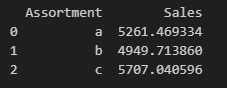 Assortment Sales
0 a 5261.469334
1 b 4949.713860
2 c 5707.040596